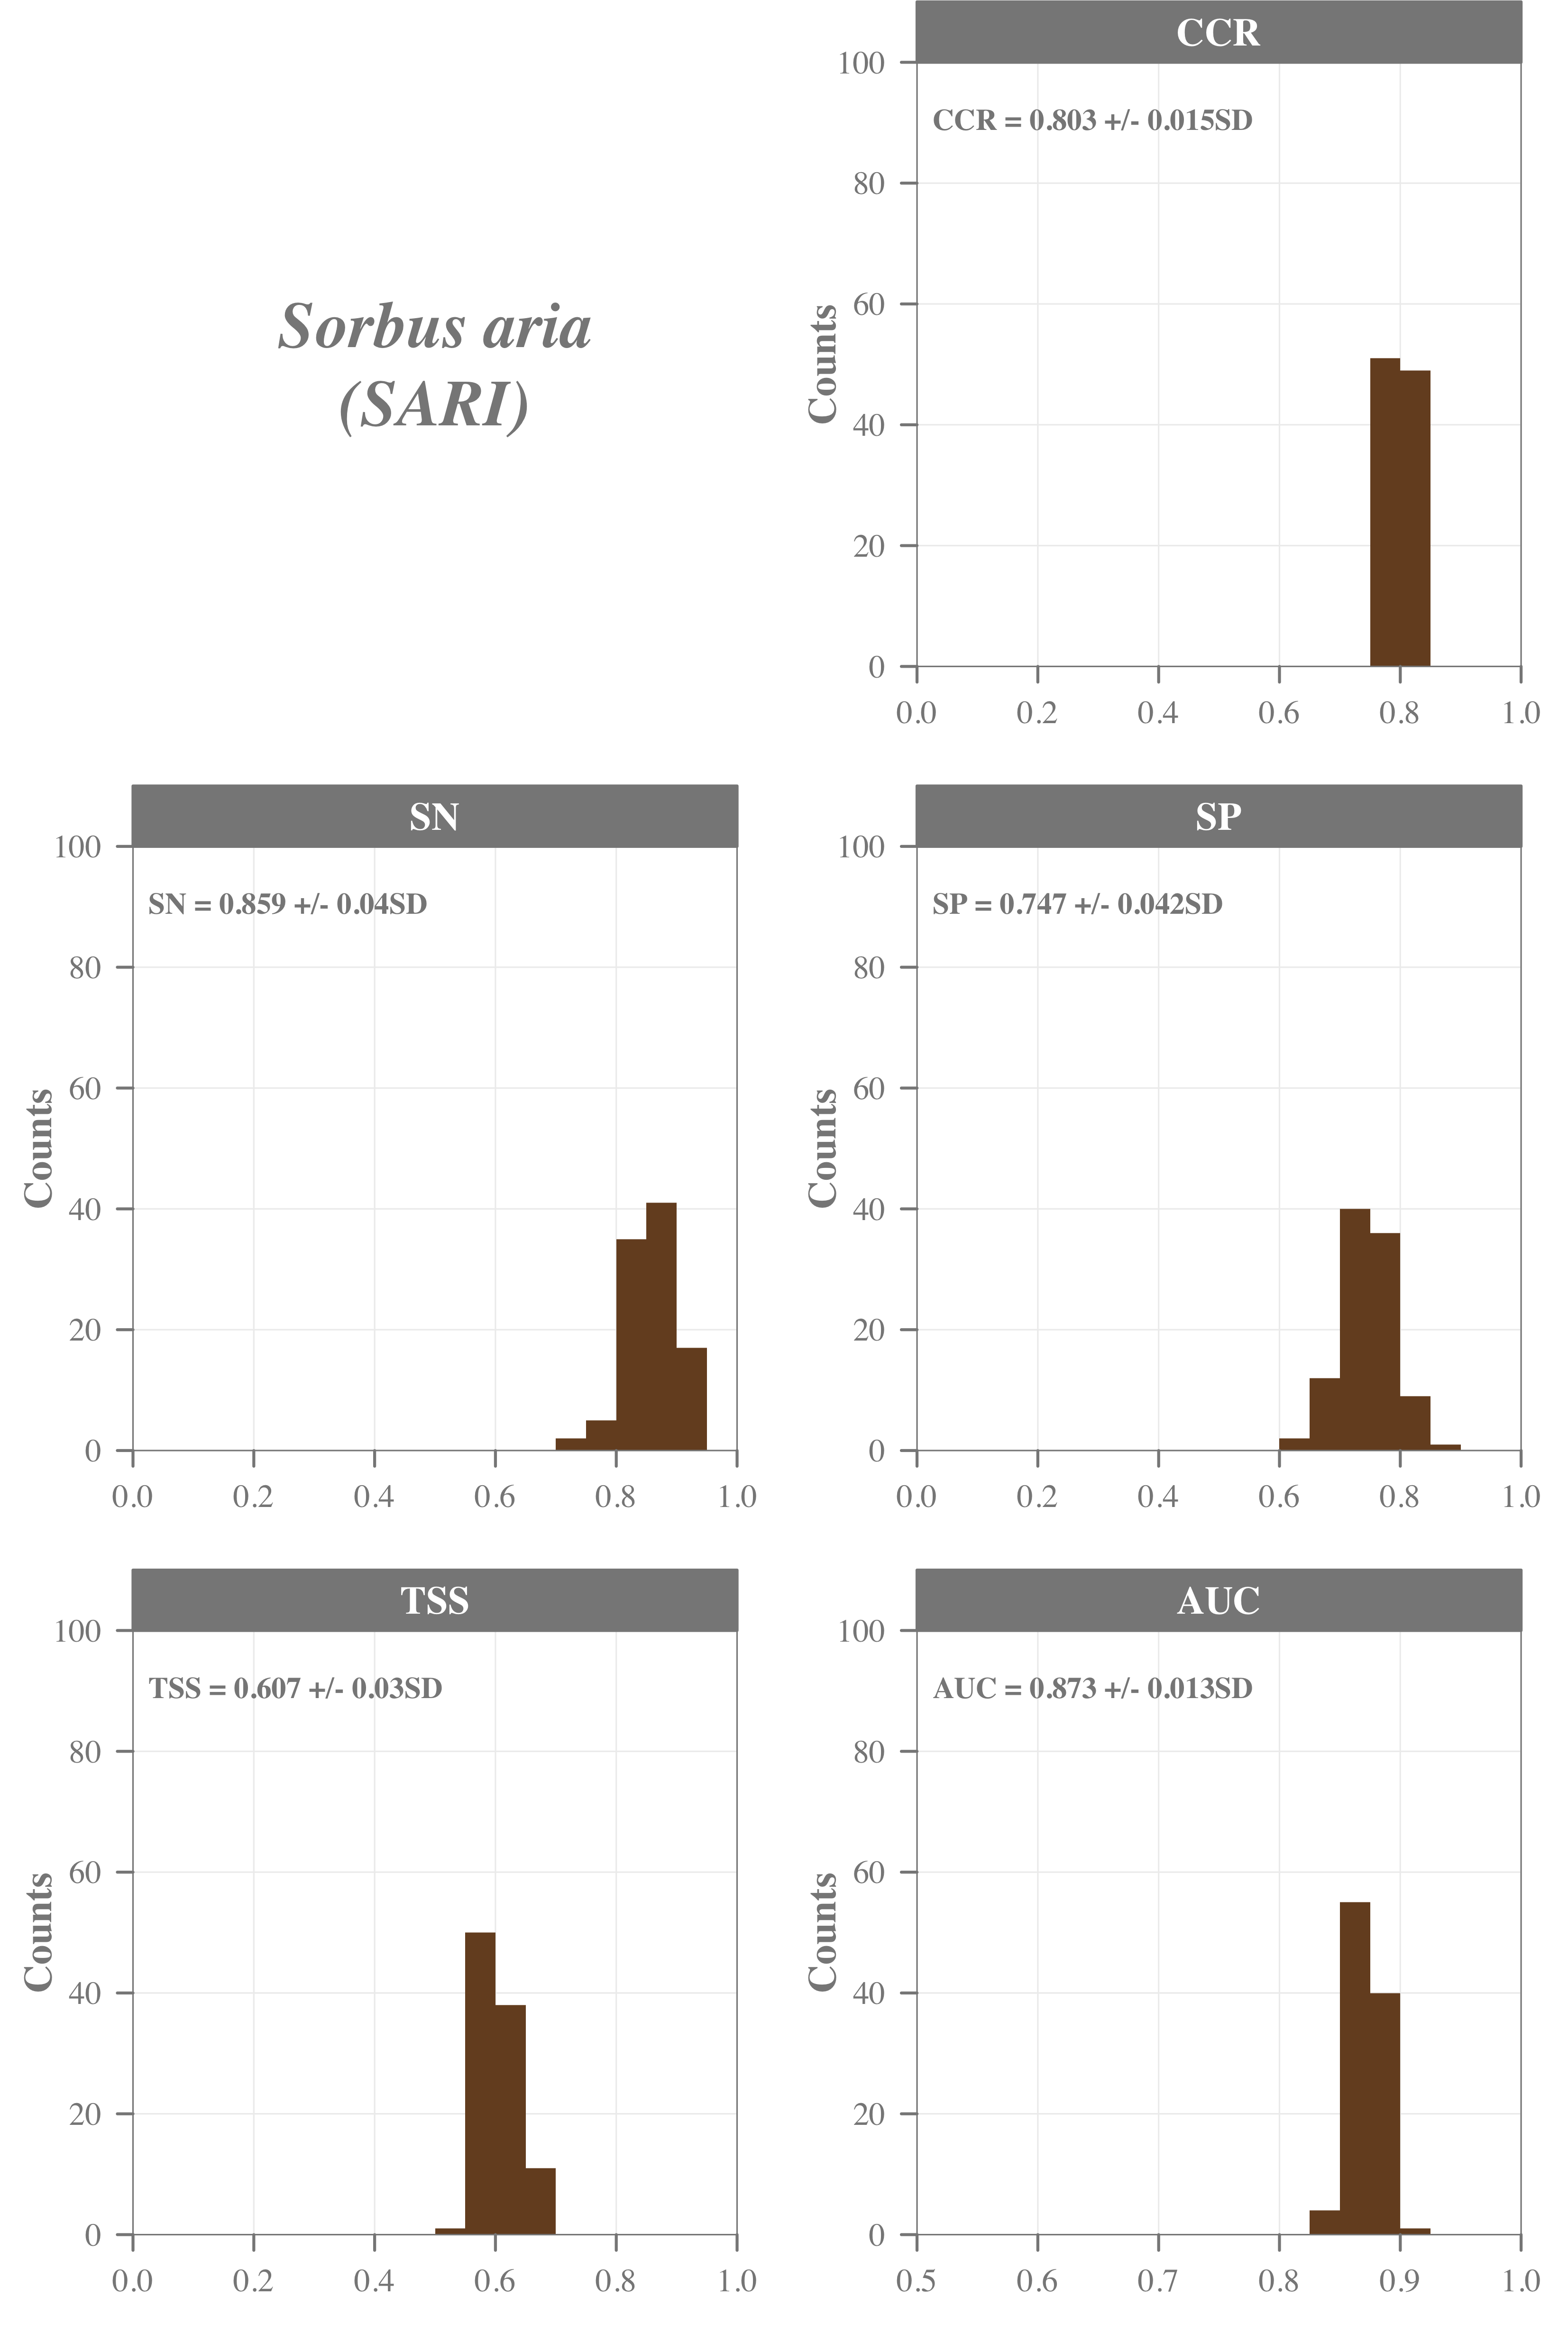 Sorbus aria
(SARI)
CCR
CCR = 0.803 +/- 0.015SD
Counts
100
80
60
40
20
0
0.0 0.2 0.4 0.6 0.8 1.0
SN
SN = 0.859 +/- 0.04SD
Counts
100
80
60
40
20
0
0.0 0.2 0.4 0.6 0.8 1.0
SP
SP = 0.747 +/- 0.042SD
Counts
100
80
60
40
20
0
0.0 0.2 0.4 0.6 0.8 1.0
TSS
TSS = 0.607 +/- 0.03SD
Counts
100
80
60
40
20
0
0.0 0.2 0.4 0.6 0.8 1.0
AUC
AUC = 0.873 +/- 0.013SD
Counts
100
80
60
40
20
0
0.5 0.6 0.7 0.8 0.9 1.0